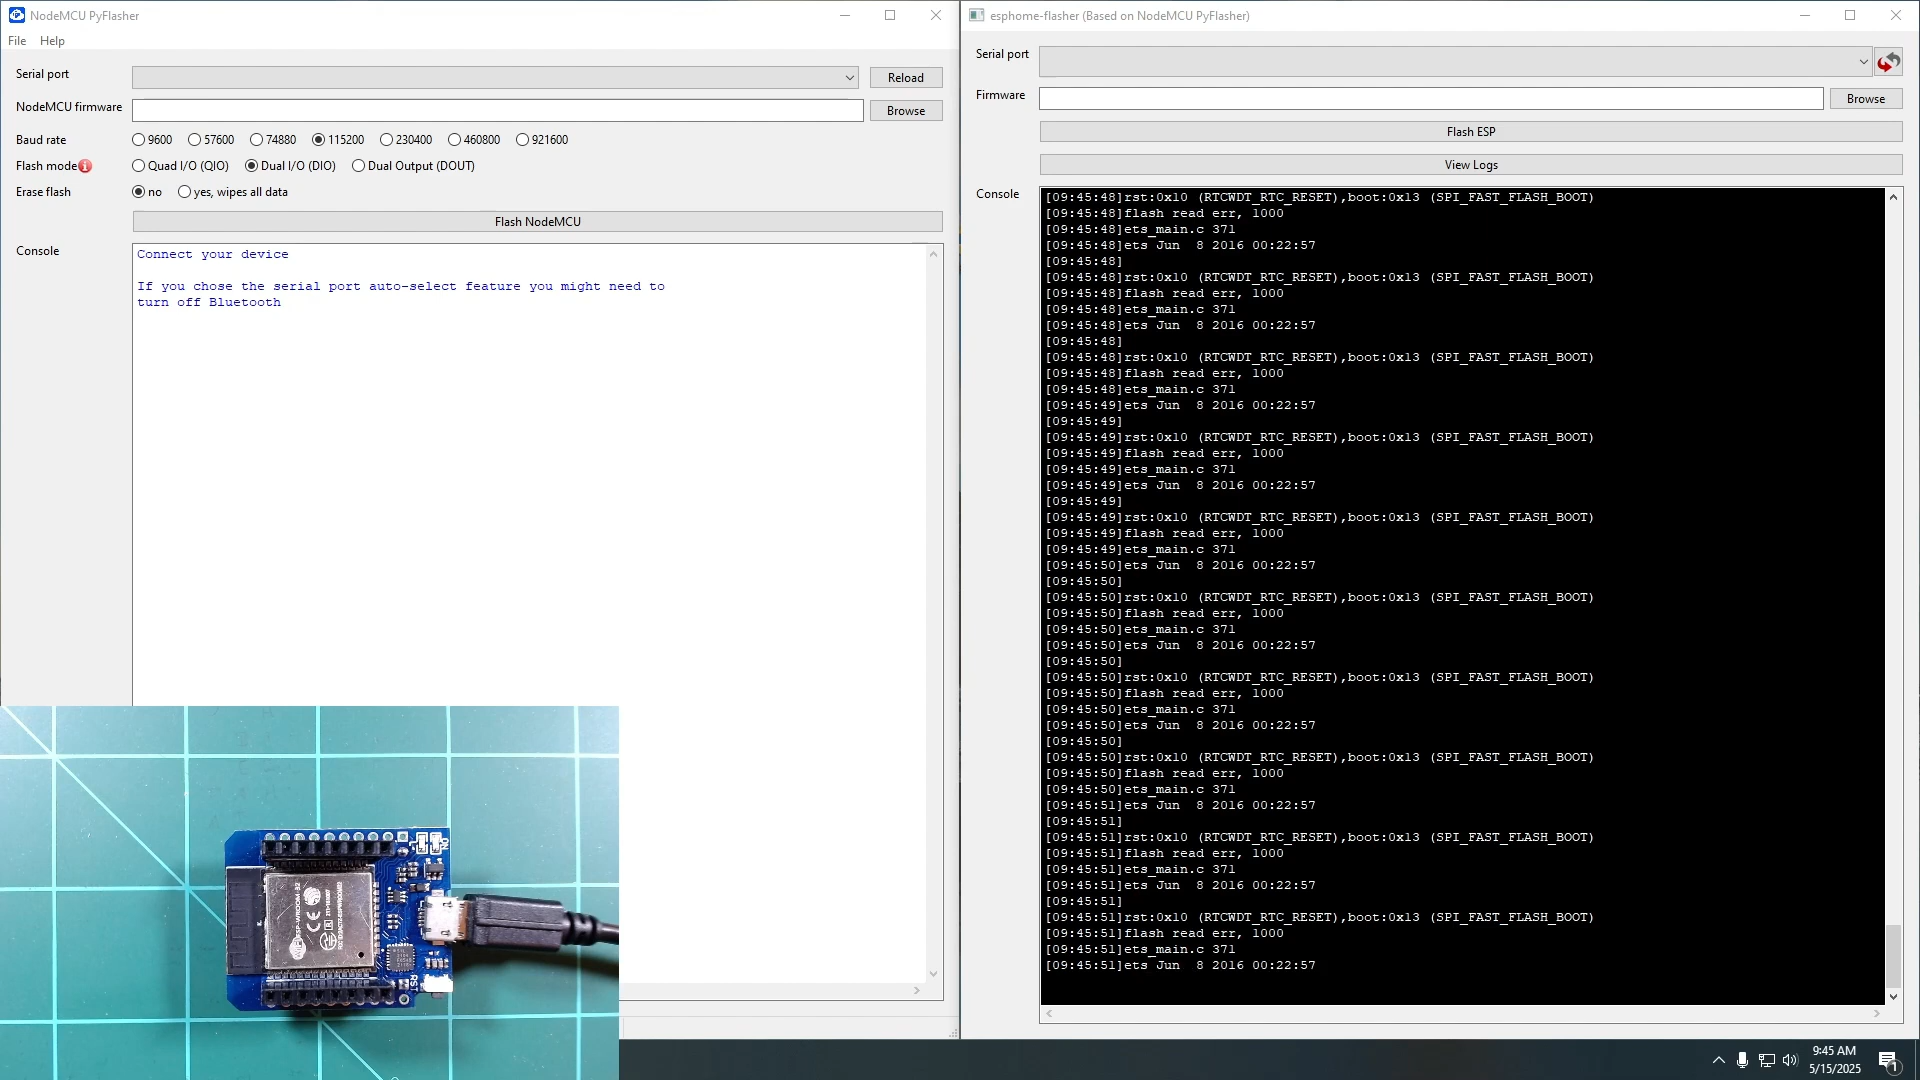 NodeMCU PyFlasher
File Help
Serial port
Reload
NodeMCU firmware
Browse
Baud rate 9600 57600 74880 115200 230400 460800 921600
Flash mode Quad I/O (QIO) Dual I/O (DIO) Dual Output (DOUT)
Erase flash no yes, wipes all data
Flash NodeMCU
Console
Connect your device
If you chose the serial port auto-select feature you might need to
turn off Bluetooth
esphome-flasher (Based on NodeMCU PyFlasher)
Serial port
Firmware
Browse
Flash ESP
View Logs
Console
[09:45:48]rst:0x10 (RTCWDT_RTC_RESET),boot:0x13 (SPI_FAST_FLASH_BOOT)
[09:45:48]flash read err, 1000
[09:45:48]ets_main.c 371
[09:45:48]ets Jun  8 2016 00:22:57
[09:45:48]
[09:45:48]rst:0x10 (RTCWDT_RTC_RESET),boot:0x13 (SPI_FAST_FLASH_BOOT)
[09:45:48]flash read err, 1000
[09:45:48]ets_main.c 371
[09:45:48]ets Jun  8 2016 00:22:57
[09:45:48]
[09:45:48]rst:0x10 (RTCWDT_RTC_RESET),boot:0x13 (SPI_FAST_FLASH_BOOT)
[09:45:48]flash read err, 1000
[09:45:48]ets_main.c 371
[09:45:49]ets Jun  8 2016 00:22:57
[09:45:49]
[09:45:49]rst:0x10 (RTCWDT_RTC_RESET),boot:0x13 (SPI_FAST_FLASH_BOOT)
[09:45:49]flash read err, 1000
[09:45:49]ets_main.c 371
[09:45:49]ets Jun  8 2016 00:22:57
[09:45:49]
[09:45:49]rst:0x10 (RTCWDT_RTC_RESET),boot:0x13 (SPI_FAST_FLASH_BOOT)
[09:45:49]flash read err, 1000
[09:45:49]ets_main.c 371
[09:45:50]ets Jun  8 2016 00:22:57
[09:45:50]
[09:45:50]rst:0x10 (RTCWDT_RTC_RESET),boot:0x13 (SPI_FAST_FLASH_BOOT)
[09:45:50]flash read err, 1000
[09:45:50]ets_main.c 371
[09:45:50]ets Jun  8 2016 00:22:57
[09:45:50]
[09:45:50]rst:0x10 (RTCWDT_RTC_RESET),boot:0x13 (SPI_FAST_FLASH_BOOT)
[09:45:50]flash read err, 1000
[09:45:50]ets_main.c 371
[09:45:50]ets Jun  8 2016 00:22:57
[09:45:50]
[09:45:50]rst:0x10 (RTCWDT_RTC_RESET),boot:0x13 (SPI_FAST_FLASH_BOOT)
[09:45:50]flash read err, 1000
[09:45:50]ets_main.c 371
[09:45:51]ets Jun  8 2016 00:22:57
[09:45:51]
[09:45:51]rst:0x10 (RTCWDT_RTC_RESET),boot:0x13 (SPI_FAST_FLASH_BOOT)
[09:45:51]flash read err, 1000
[09:45:51]ets_main.c 371
[09:45:51]ets Jun  8 2016 00:22:57
[09:45:51]
[09:45:51]rst:0x10 (RTCWDT_RTC_RESET),boot:0x13 (SPI_FAST_FLASH_BOOT)
[09:45:51]flash read err, 1000
[09:45:51]ets_main.c 371
[09:45:51]ets Jun  8 2016 00:22:57
ESP-WROOM-32
CE
RST
9:45 AM
5/15/2025
1